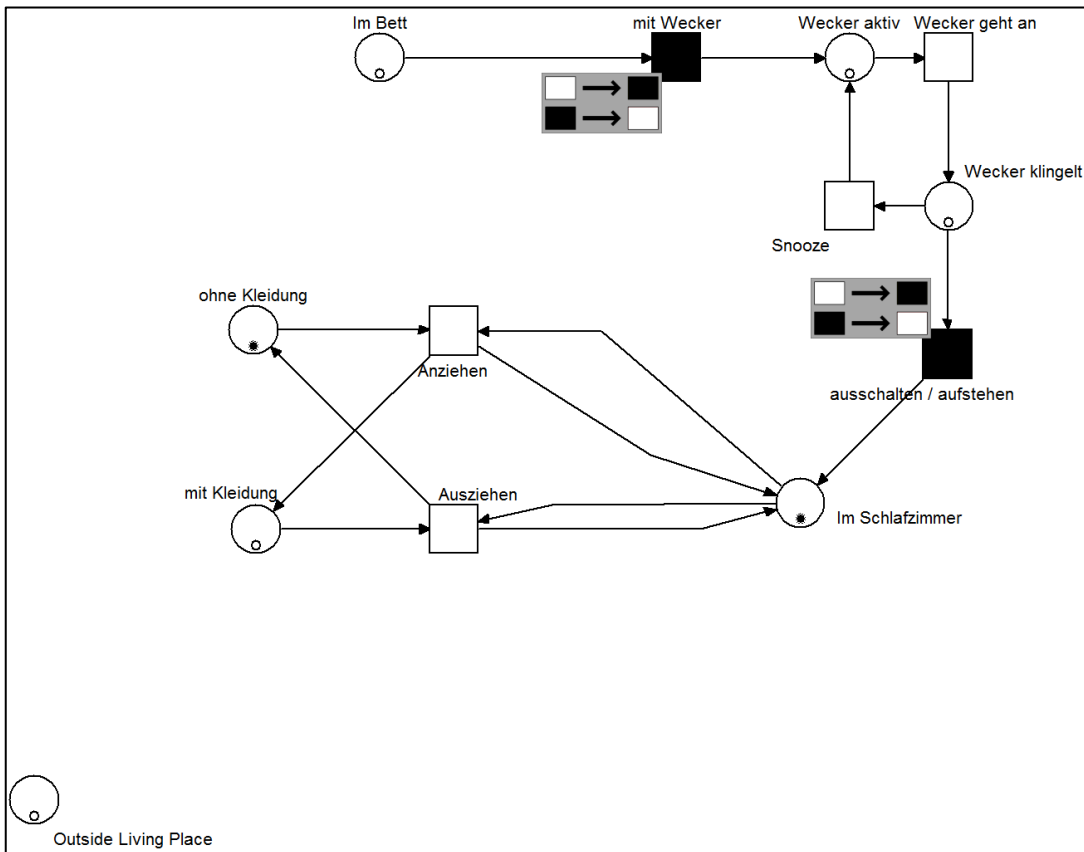 Im Bett
mit Wecker
Wecker aktiv
Wecker geht an
Wecker klingelt
Snooze
ohne Kleidung
Anziehen
ausschalten / aufstehen
mit Kleidung
Ausziehen
Im Schlafzimmer
Outside Living Place